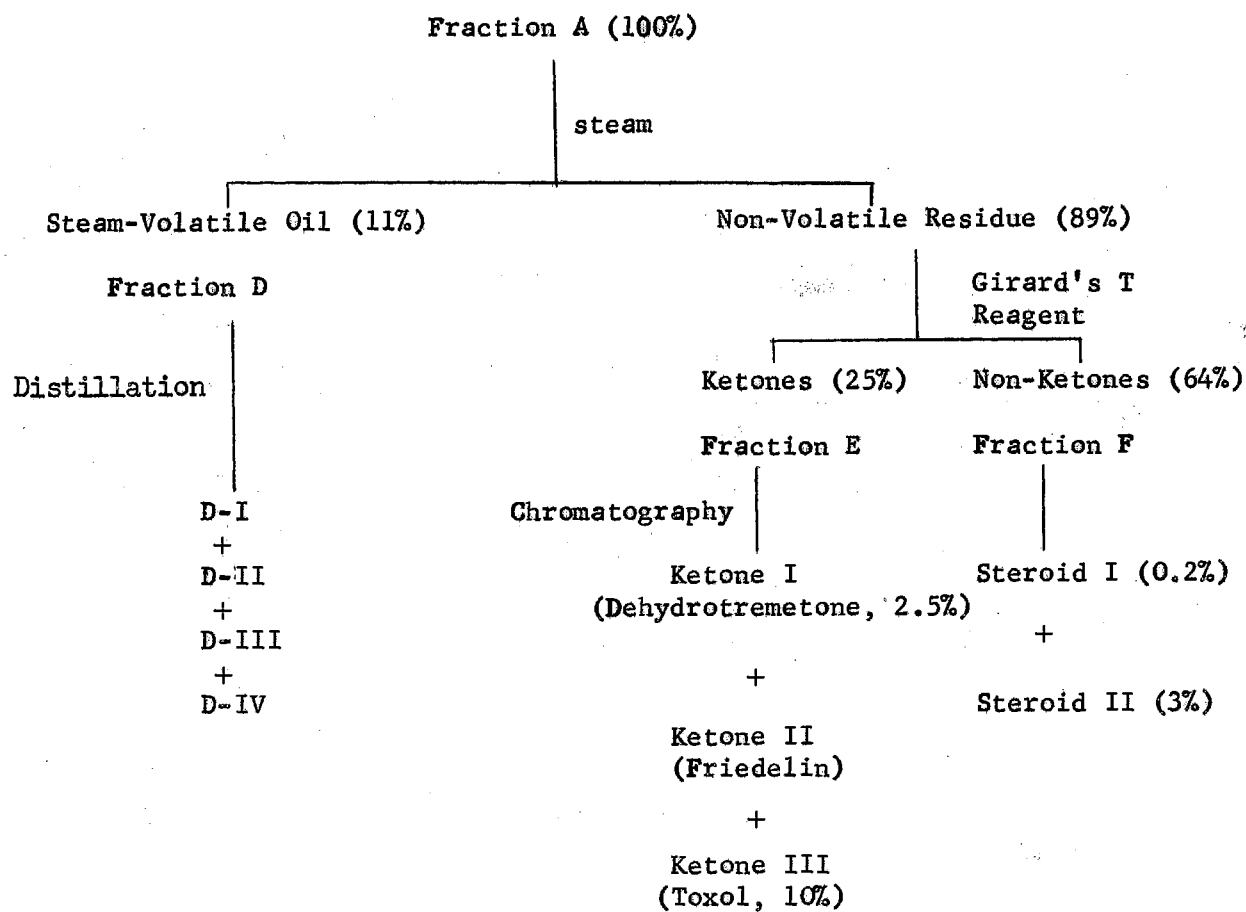 Fraction A (100%)
steam
Steam-Volatile Oil (11%)
Non-Volatile Residue (89%)
Fraction D
Girard's T
Reagent
Distillation
Ketones (25%)
Non-Ketones (64%)
Fraction E
Fraction F
D-I
+
D-II
+
D-III
+
D-IV
Chromatography
Ketone I
(Dehydrotremetone, 2.5%)
+
Ketone II
(Friedelin)
+
Ketone III
(Toxol, 10%)
Steroid I (0.2%)
+
Steroid II (3%)